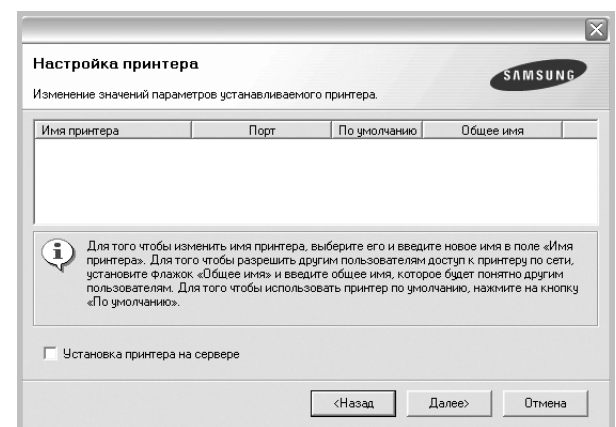 Настройка принтера
SAMSUNG
Изменение значений параметров устанавливаемого принтера.
Имя принтера Порт По умолчанию Общее имя
Для того чтобы изменить имя принтера, выберите его и введите новое имя в поле «Имя
принтера». Для того чтобы разрешить другим пользователям доступ к принтеру по сети,
установите флажок «Общее имя» и введите общее имя, которое будет понятно другим
пользователям. Для того чтобы использовать принтер по умолчанию, нажмите на кнопку
«По умолчанию».
Установка принтера на сервере
<Назад Далее> Отмена